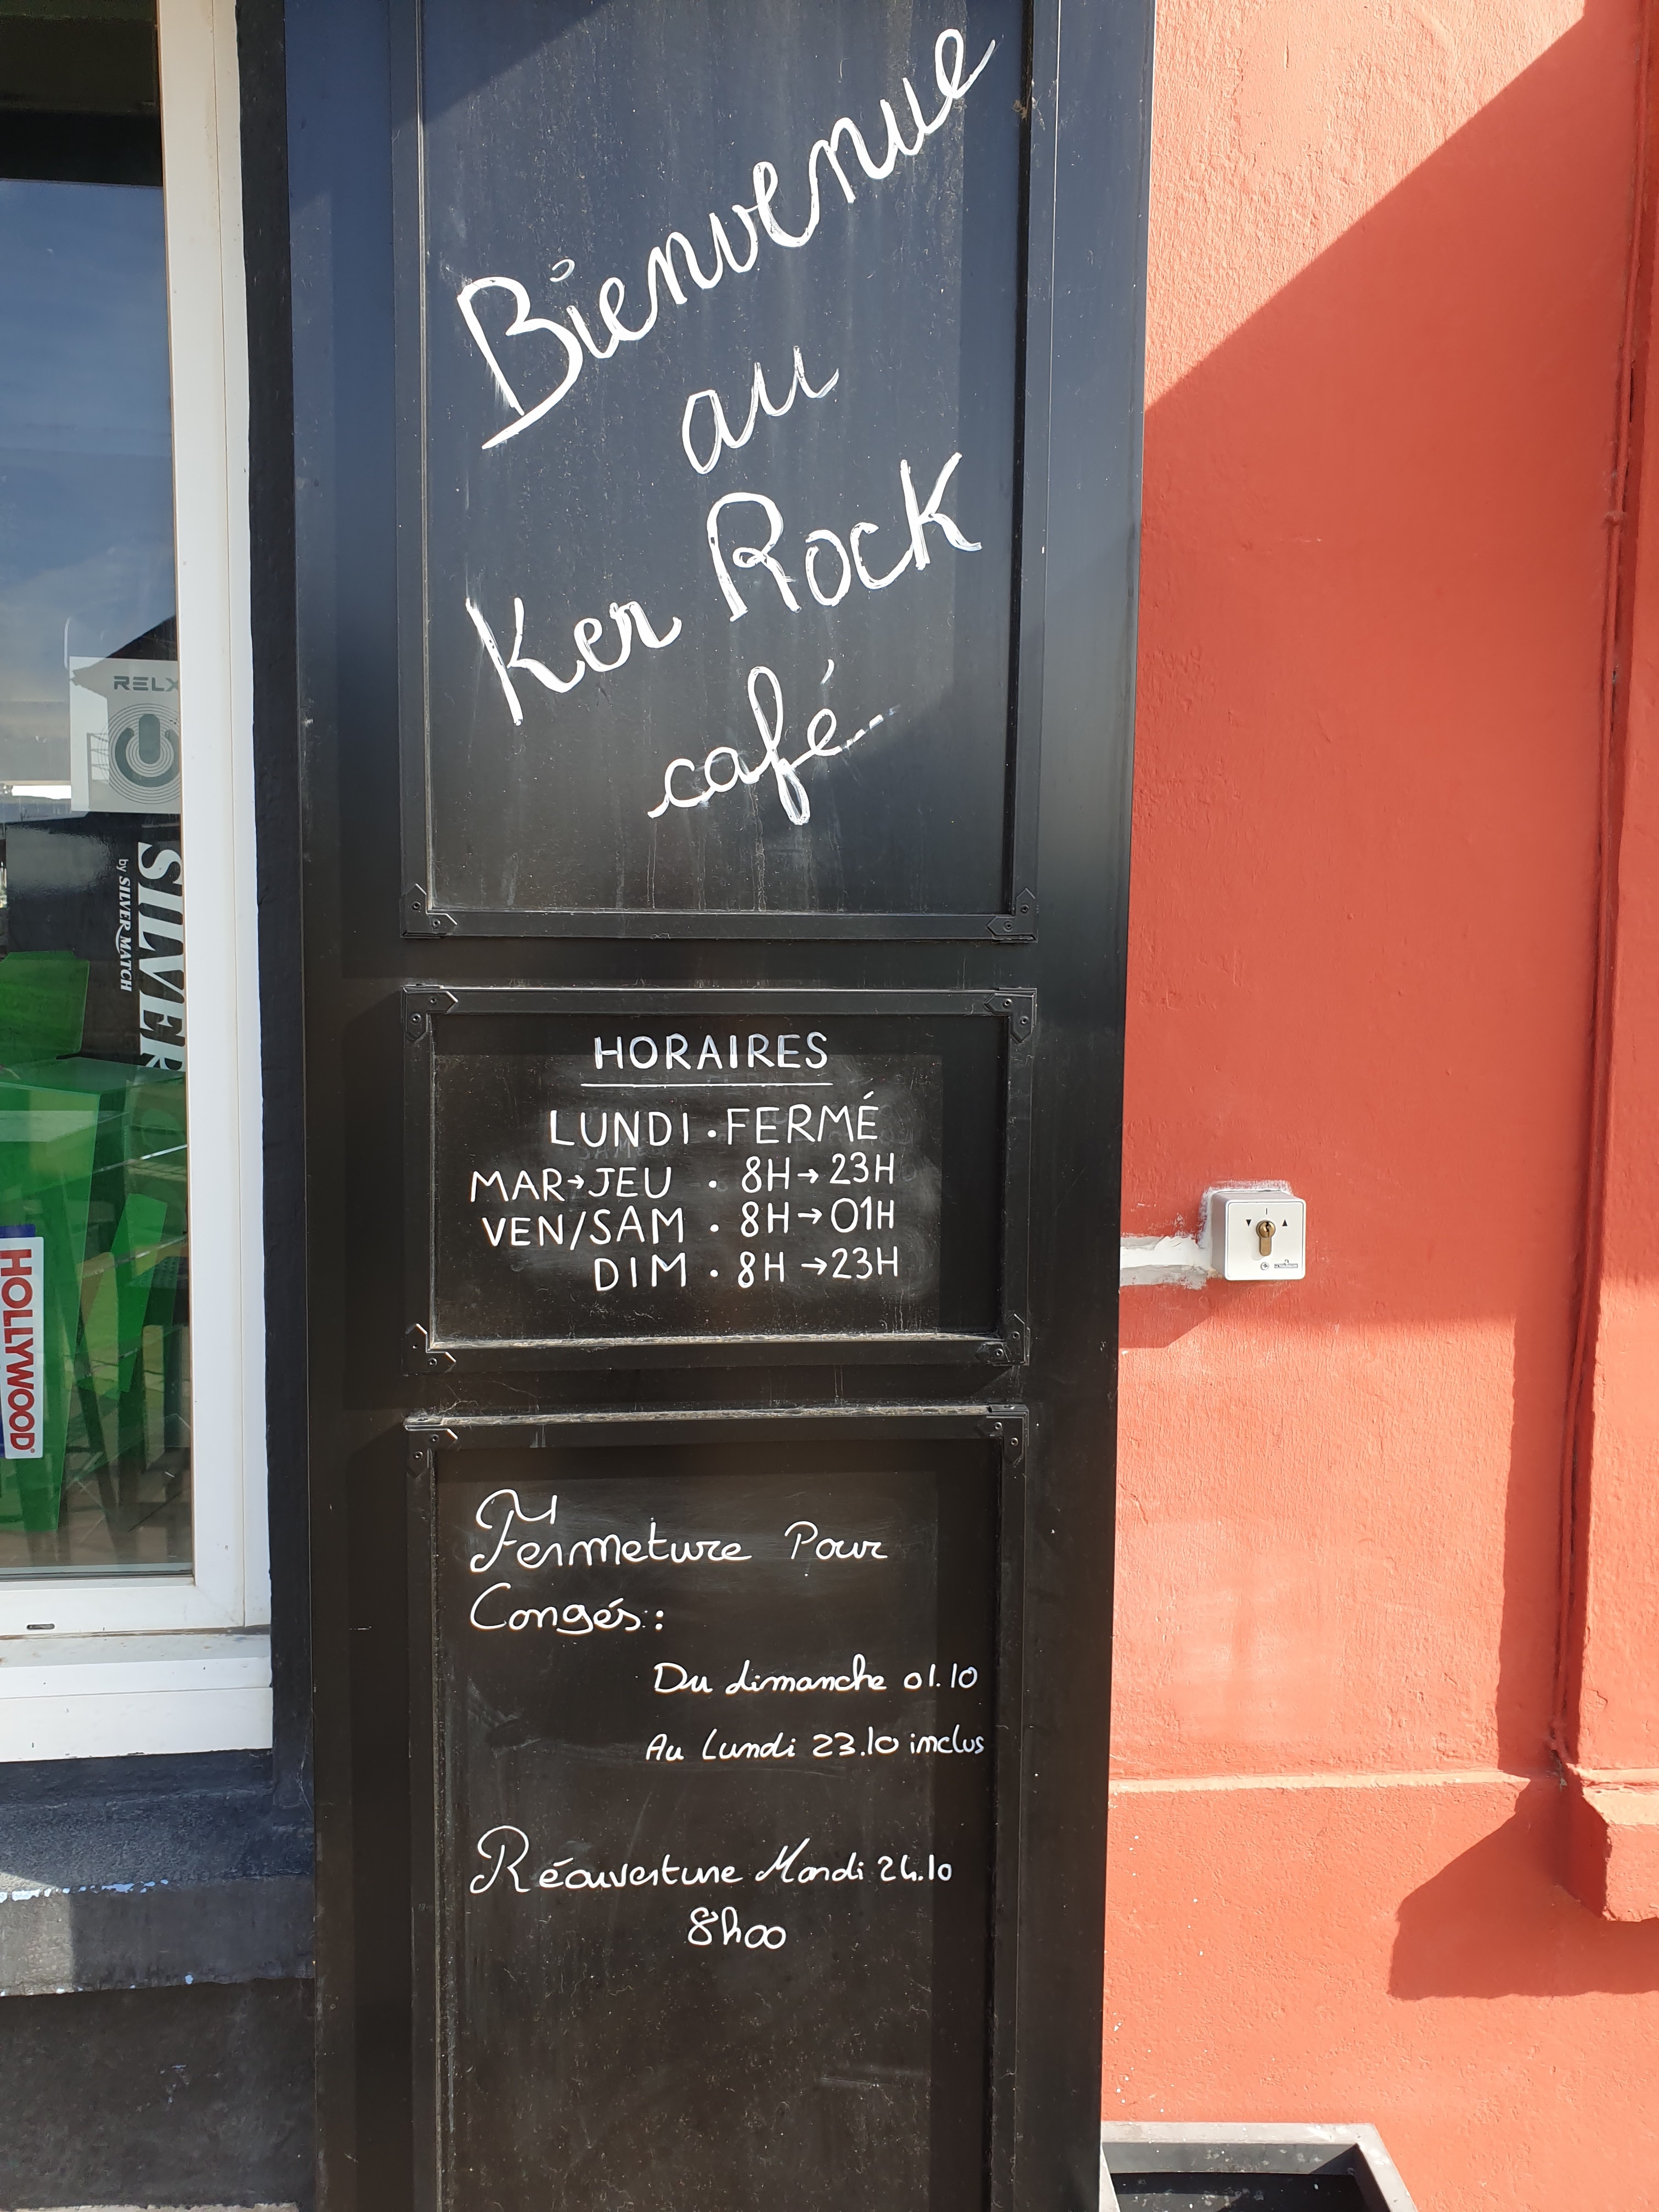 Bienvenue
au
Ker Rock
café
HORAIRES
LUNDI . FERMÉ
MAR→JEU . 8H→23H
VEN/SAM . 8H→01H
DIM . 8H→23H
Fermeture Pour
Congés :
Du dimanche 01.10
Au Lundi 23.10 inclus
Réouverture Mardi 24.10
8h00
RELX
SILVER
by SILVER MATCH
HOLLYWOOD